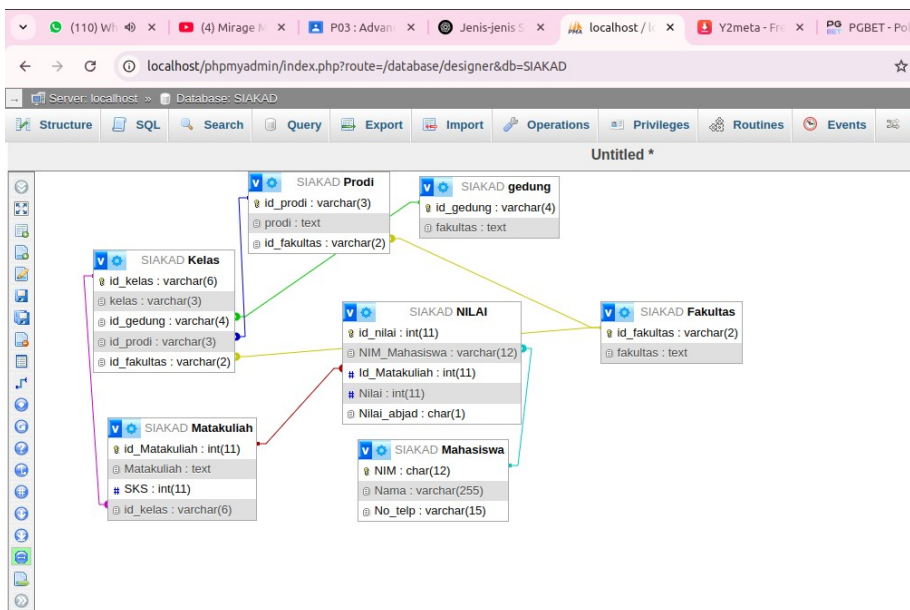 (110) Wh
(4) Mirage M
P03 : Advan
Jenis-jenis S
localhost / lo
Y2meta - Fre
PG BET
PGBET - Pol
localhost/phpmyadmin/index.php?route=/database/designer&db=SIAKAD
Server: localhost » Database: SIAKAD
Structure SQL Search Query Export Import Operations Privileges Routines Events
Untitled *
SIAKAD Prodi
id_prodi : varchar(3)
prodi : text
id_fakultas : varchar(2)
SIAKAD gedung
id_gedung : varchar(4)
fakultas : text
SIAKAD Kelas
id_kelas : varchar(6)
kelas : varchar(3)
id_gedung : varchar(4)
id_prodi : varchar(3)
id_fakultas : varchar(2)
SIAKAD NILAI
id_nilai : int(11)
NIM_Mahasiswa : varchar(12)
Id_Matakuliah : int(11)
Nilai : int(11)
Nilai_abjad : char(1)
SIAKAD Fakultas
id_fakultas : varchar(2)
fakultas : text
SIAKAD Matakuliah
id_Matakuliah : int(11)
Matakuliah : text
SKS : int(11)
id_kelas : varchar(6)
SIAKAD Mahasiswa
NIM : char(12)
Nama : varchar(255)
No_telp : varchar(15)